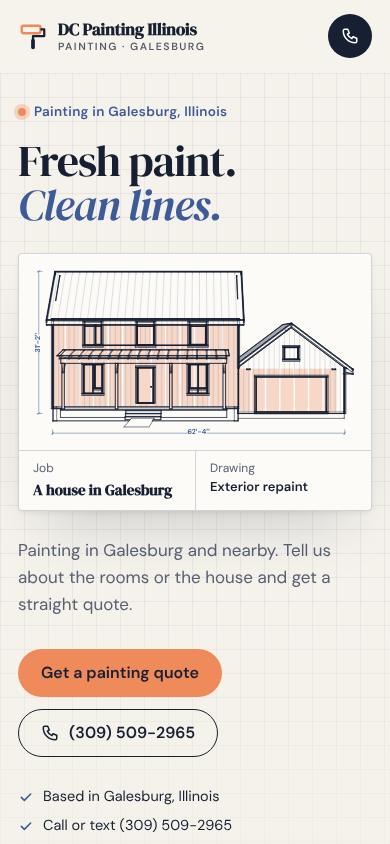 DC Painting Illinois
PAINTING · GALESBURG
Painting in Galesburg, Illinois
Fresh paint.
Clean lines.
31'-2"
62'-4"
Job
A house in Galesburg
Drawing
Exterior repaint
Painting in Galesburg and nearby. Tell us
about the rooms or the house and get a
straight quote.
Get a painting quote
(309) 509-2965
Based in Galesburg, Illinois
Call or text (309) 509-2965